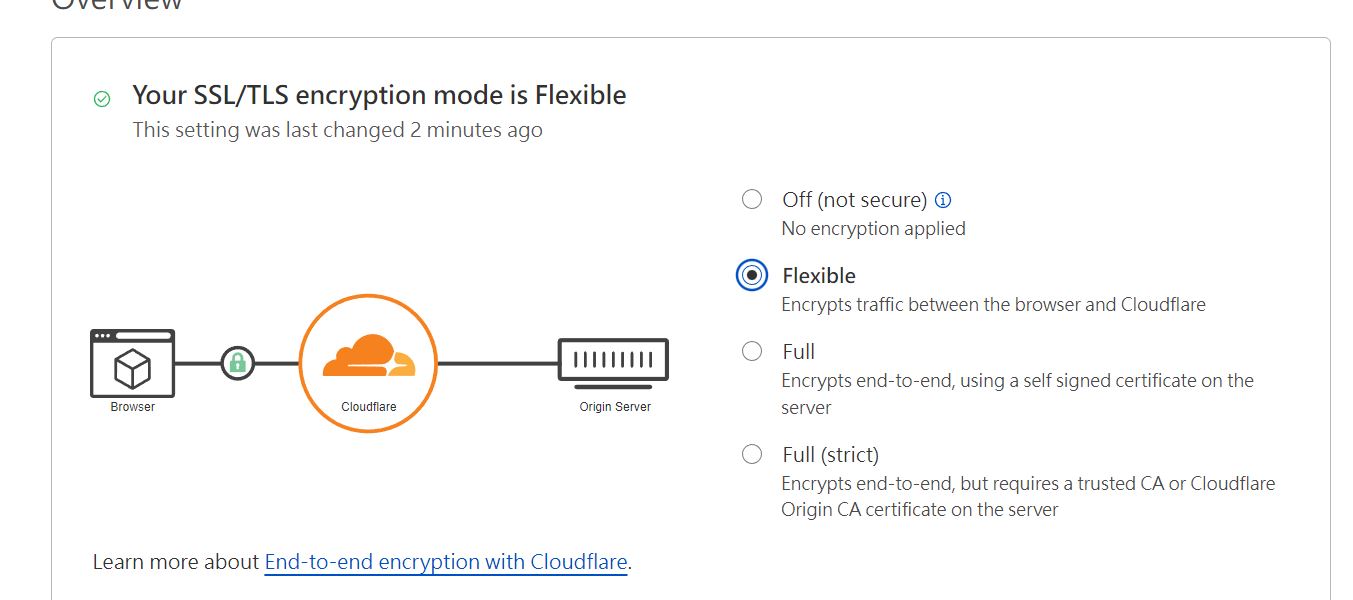 Overview
Your SSL/TLS encryption mode is Flexible
This setting was last changed 2 minutes ago
Off (not secure)
No encryption applied
Flexible
Encrypts traffic between the browser and Cloudflare
Full
Encrypts end-to-end, using a self signed certificate on the
server
Full (strict)
Encrypts end-to-end, but requires a trusted CA or Cloudflare
Origin CA certificate on the server
Browser
Cloudflare
Origin Server
Learn more about End-to-end encryption with Cloudflare.